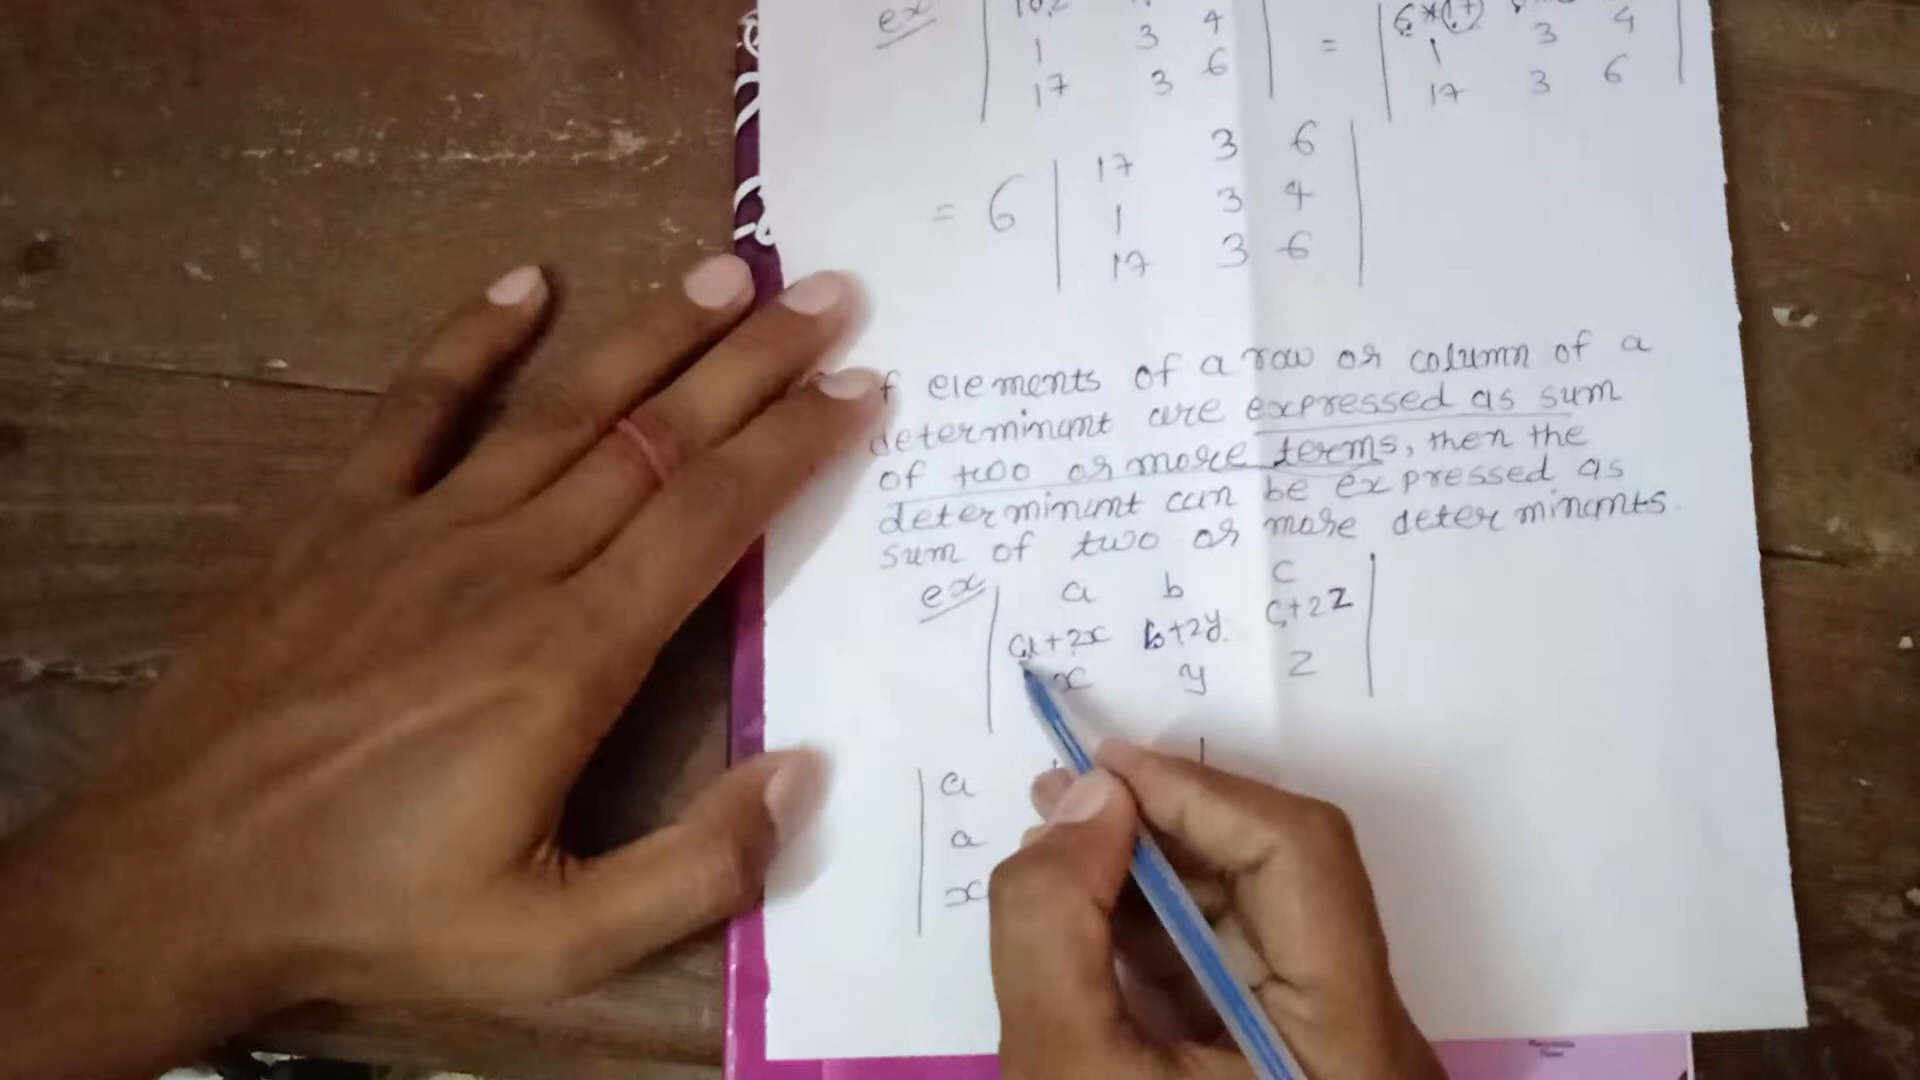 ex | 1 3 4 | = | 6*(17) 3 4 |
17 3 6 | 1 17 3 6
= 6 | 17 3 6 |
1 3 4
17 3 6
f elements of a row or column of a
determinant are expressed as sum
of two or more terms, then the
determinant can be expressed as
sum of two or more determinants.
ex | a b c |
a+2x b+2y c+2z
x y z
| a
a
x